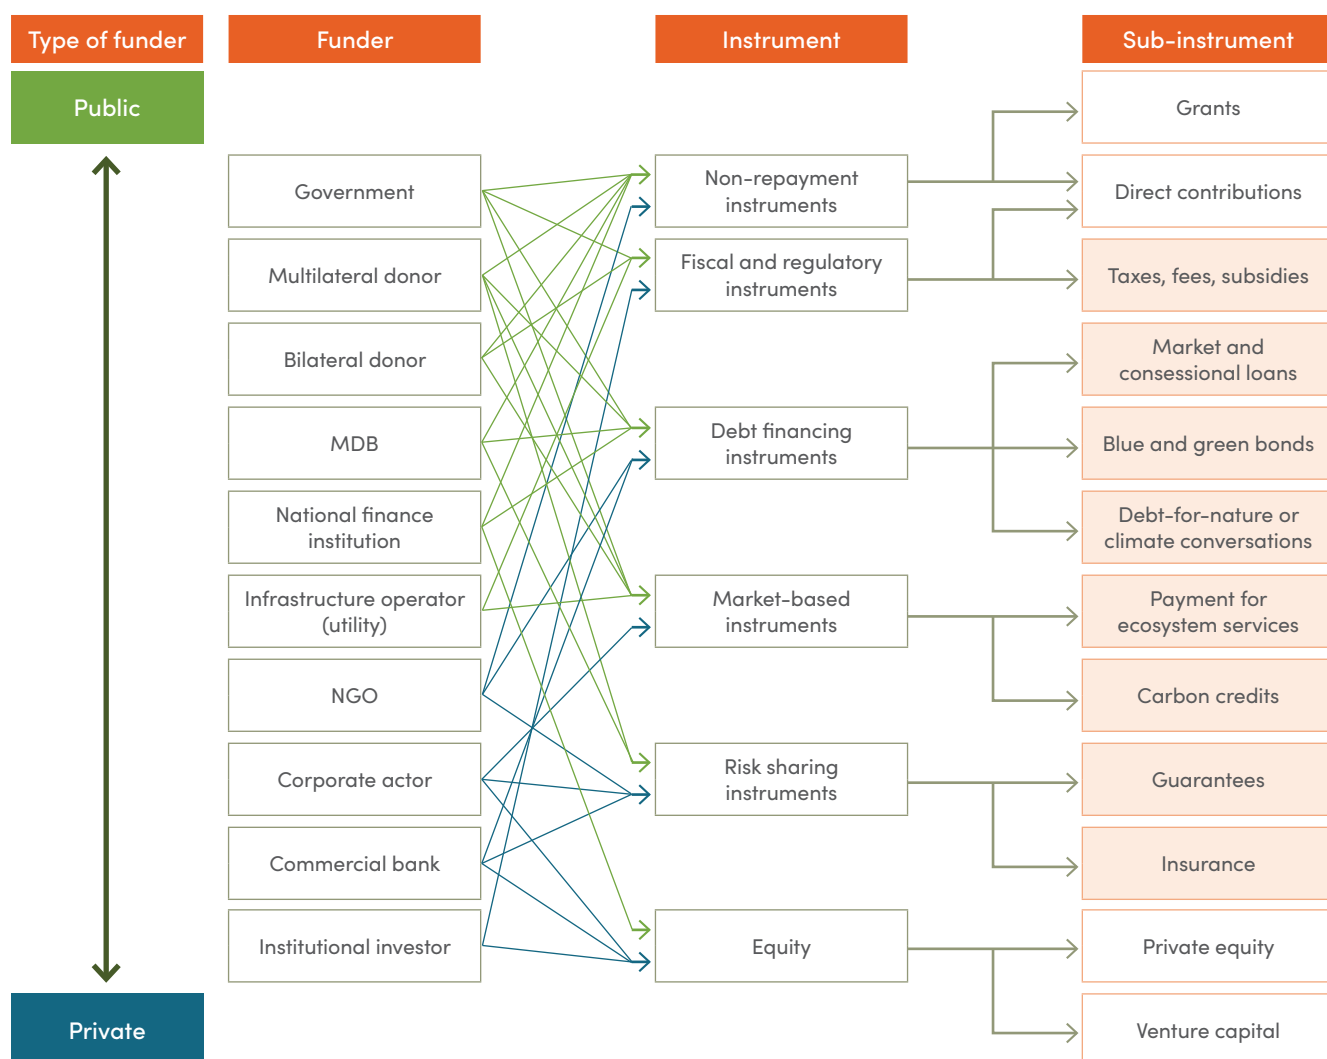 Type of funder
Funder
Instrument
Sub-instrument
Public
Private
Government
Multilateral donor
Bilateral donor
MDB
National finance
institution
Infrastructure operator
(utility)
NGO
Corporate actor
Commercial bank
Institutional investor
Non-repayment
instruments
Fiscal and regulatory
instruments
Debt financing
instruments
Market-based
instruments
Risk sharing
instruments
Equity
Grants
Direct contributions
Taxes, fees, subsidies
Market and
consessional loans
Blue and green bonds
Debt-for-nature or
climate conversations
Payment for
ecosystem services
Carbon credits
Guarantees
Insurance
Private equity
Venture capital